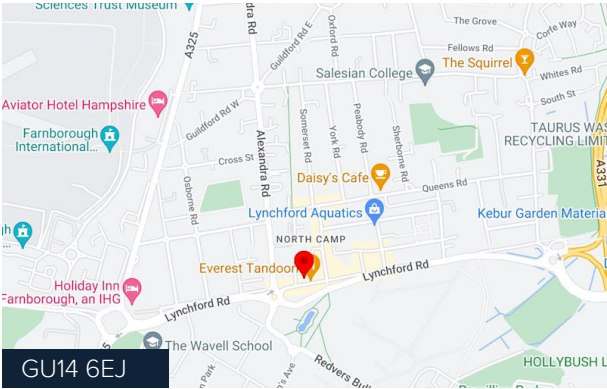 Sciences Trust Museum
The Grove
Corfe Way
A325
Guildford Rd E
Oxford Rd
Fellows Rd
Salesian College
The Squirrel
Whites Rd
South St
Aviator Hotel Hampshire
Guildford Rd W
Somerset Rd
York Rd
Peabody Rd
Sherborne Rd
TAURUS WAS
RECYCLING LIMIT
Farnborough
International...
Alexandra Rd
Cross St
A331
Daisy's Cafe
Queens Rd
Osborne Rd
Lynchford Aquatics
Kebur Garden Materia
NORTH CAMP
Everest Tandoori
Lynchford Rd
Holiday Inn
Farnborough, an IHG
Lynchford Rd
A325
The Wavell School
Redvers Bull
HOLLYBUSH L
GU14 6EJ